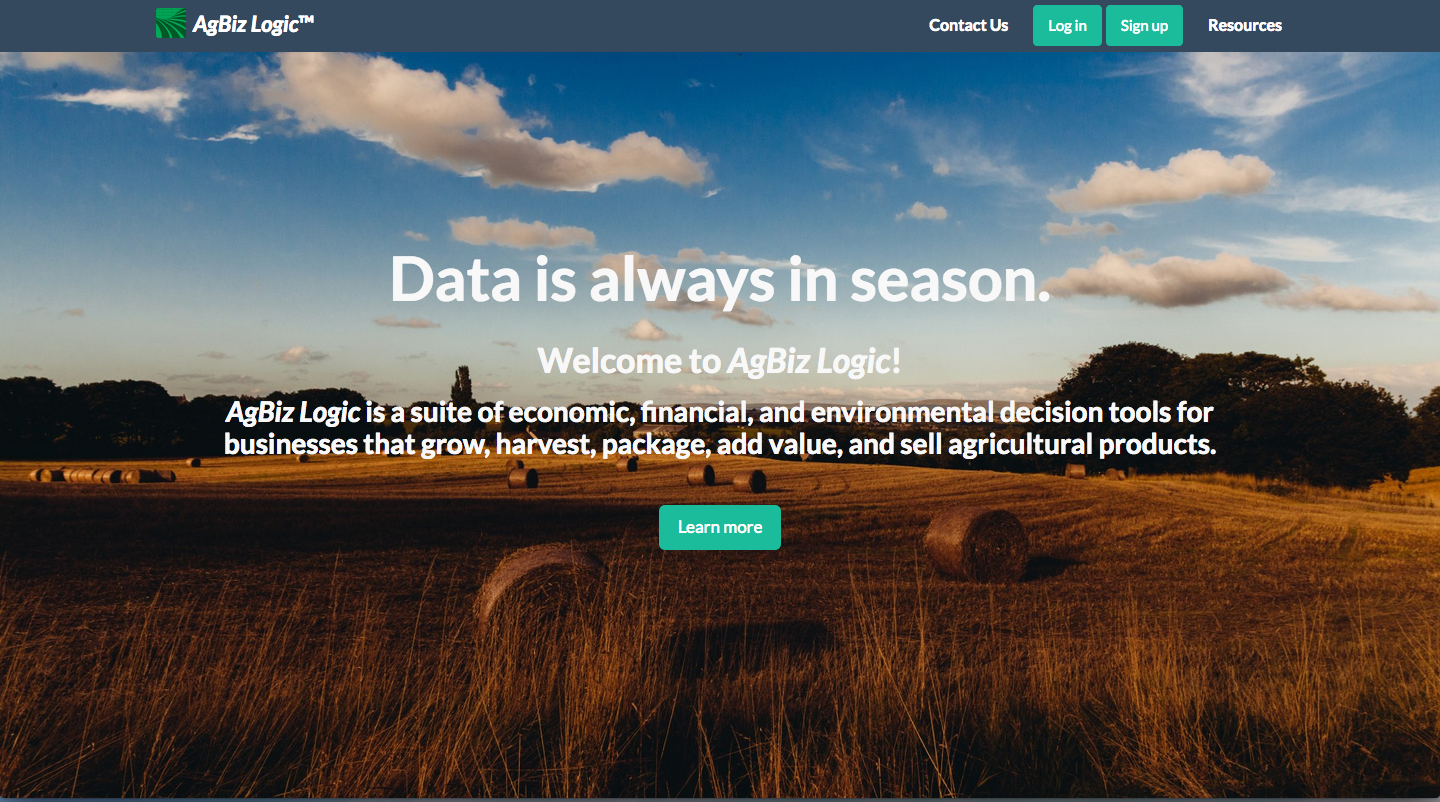 AgBiz Logic™
Contact Us
Log in
Sign up
Resources
Data is always in season.
Welcome to AgBiz Logic!
AgBiz Logic is a suite of economic, financial, and environmental decision tools for
businesses that grow, harvest, package, add value, and sell agricultural products.
Learn more